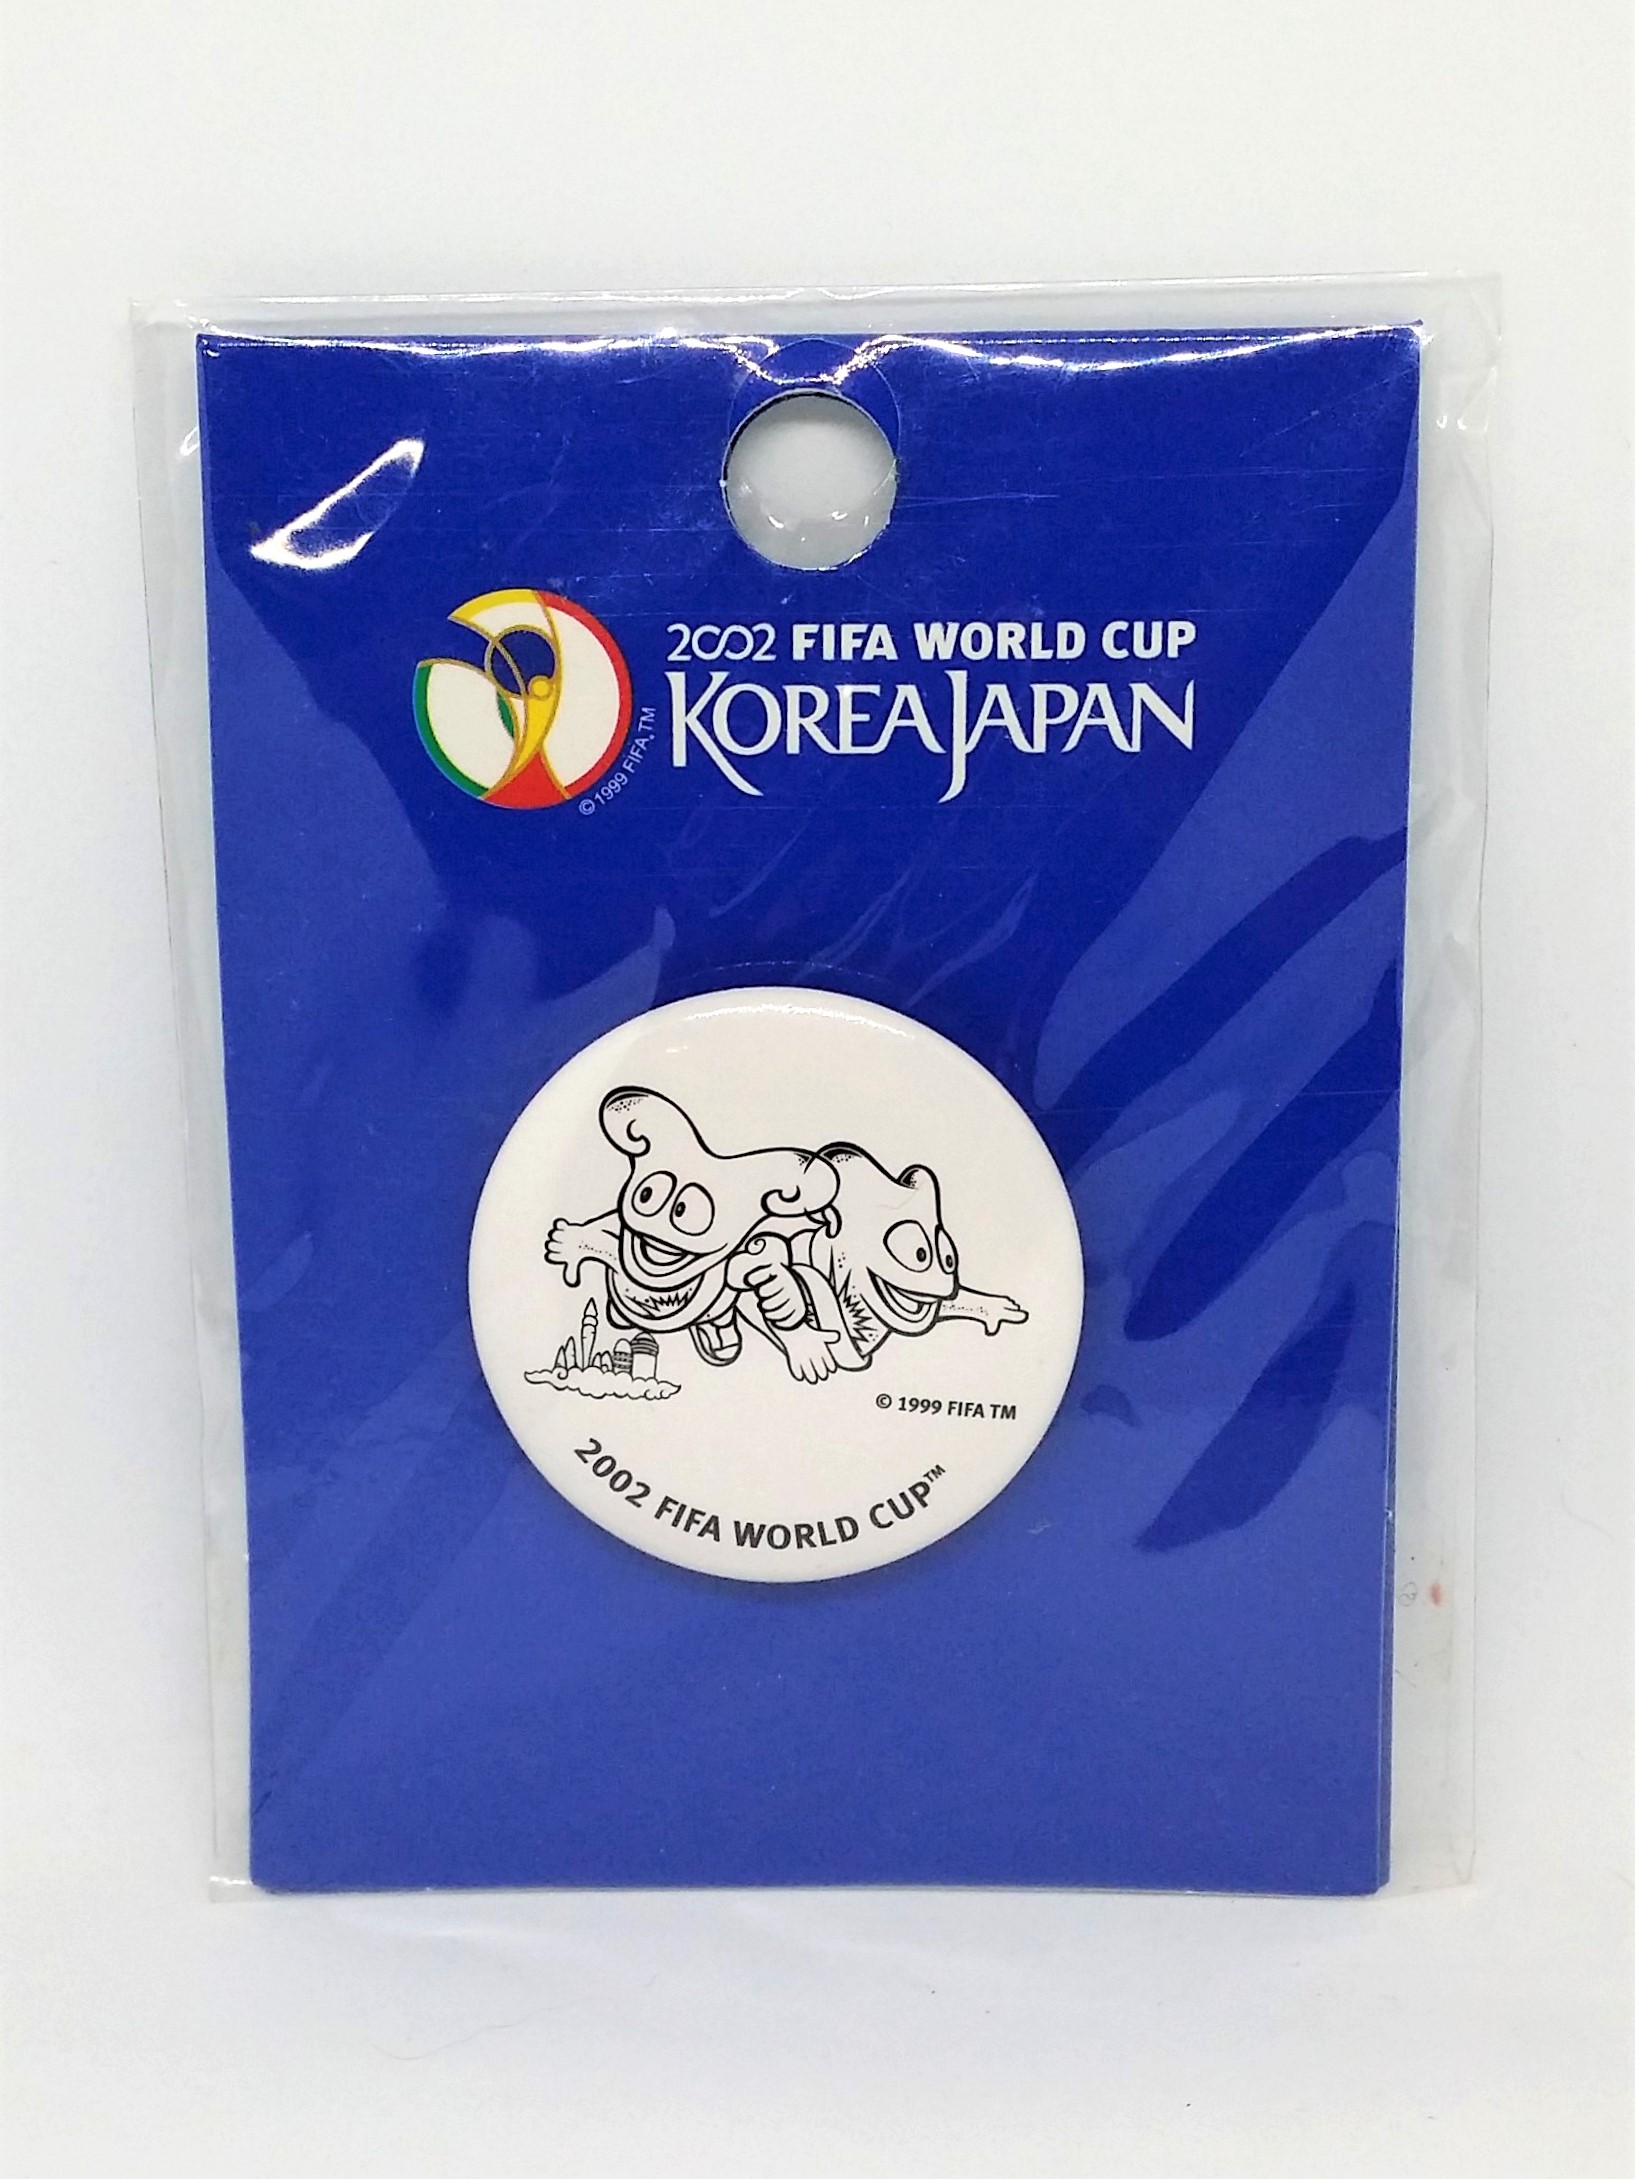 2002 FIFA WORLD CUP
KOREA JAPAN
©1999 FIFA.TM
© 1999 FIFA TM
2002 FIFA WORLD CUP™